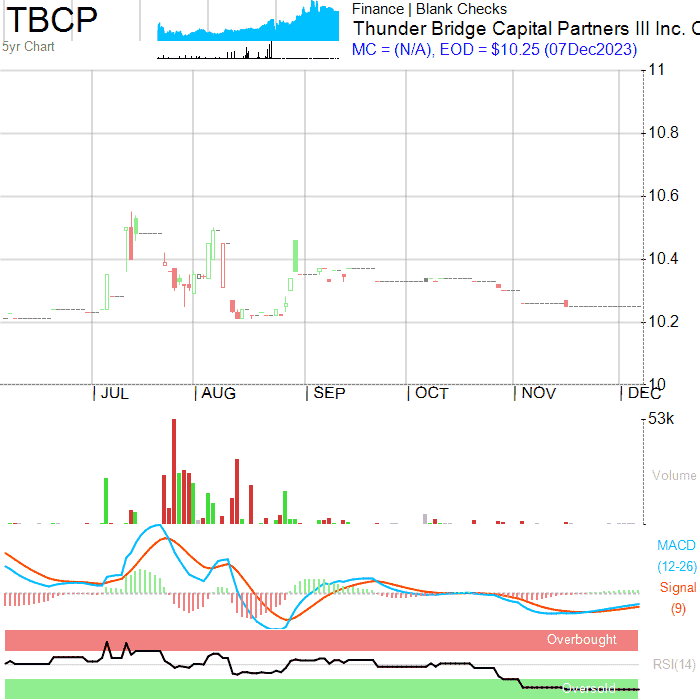 TBCP
5yr Chart
Finance | Blank Checks
Thunder Bridge Capital Partners III Inc. C
MC = (N/A), EOD = $10.25 (07Dec2023)
11
10.8
10.6
10.4
10.2
10
JUL AUG SEP OCT NOV DEC
53k
Volume
MACD
(12-26)
Signal
(9)
Overbought
RSI(14)
Oversold